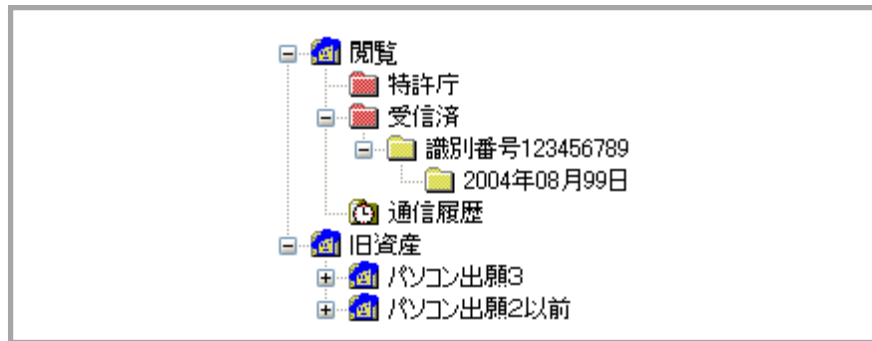 閲覧
特許庁
受信済
識別番号123456789
2004年08月99日
通信履歴
旧資産
パソコン出願3
パソコン出願2以前